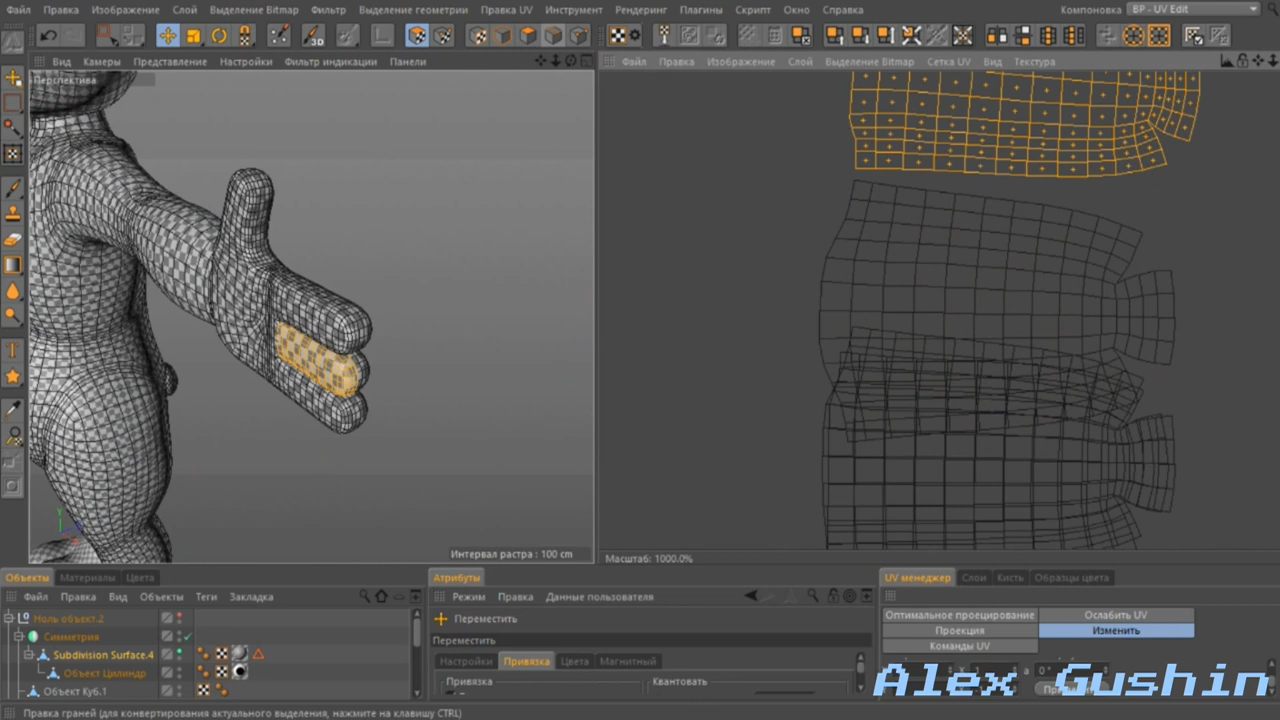 Файл Правка Изображение Слой Выделение Bitmap Фильтр Выделение геометрии Правка UV Инструмент Рендеринг Плагины Скрипт Окно Справка Компоновка BP - UV Edit
Вид Камеры Представление Настройки Фильтр индикации Панели
Файл Правка Изображение Слой Выделение Bitmap Сетка UV Вид Текстура
Перспектива
Интервал растра : 100 cm
Масштаб: 1000.0%
Объекты Материалы Цвета
Файл Правка Вид Объекты Теги Закладка
Ноль объект.2
Симметрия
Subdivision Surface.4
Объект Цилиндр
Объект Куб.1
Атрибуты
Режим Правка Данные пользователя
Переместить
Переместить
Настройки Привязка Цвета Магнитный
Привязка Квантовать
UV менеджер Слои Кисть Образцы цвета
Оптимальное проецирование Ослабить UV
Проекция Изменить
Команды UV
Alex Gushin
Правка граней (для конвертирования актуального выделения, нажмите на клавишу CTRL)